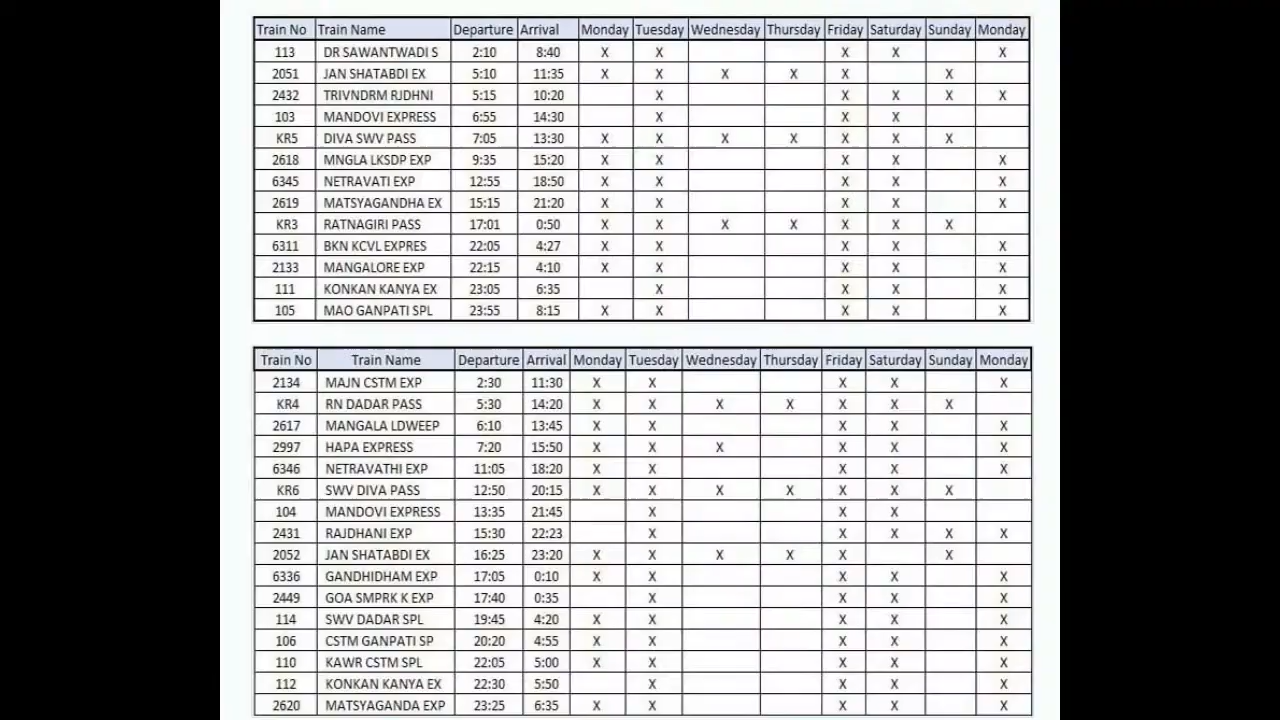 Train No Train Name Departure Arrival Monday Tuesday Wednesday Thursday Friday Saturday Sunday Monday
113 DR SAWANTWADI S 2:10 8:40 X X X X X
2051 JAN SHATABDI EX 5:10 11:35 X X X X X X
2432 TRIVNDRM RJDHNI 5:15 10:20 X X X X X
103 MANDOVI EXPRESS 6:55 14:30 X X X
KR5 DIVA SWV PASS 7:05 13:30 X X X X X X X
2618 MNGLA LKSDP EXP 9:35 15:20 X X X X X
6345 NETRAVATI EXP 12:55 18:50 X X X X X
2619 MATSYAGANDHA EX 15:15 21:20 X X X X X
KR3 RATNAGIRI PASS 17:01 0:50 X X X X X X X
6311 BKN KCVL EXPRES 22:05 4:27 X X X X X
2133 MANGALORE EXP 22:15 4:10 X X X X X
111 KONKAN KANYA EX 23:05 6:35 X X X X
105 MAO GANPATI SPL 23:55 8:15 X X X X X
Train No Train Name Departure Arrival Monday Tuesday Wednesday Thursday Friday Saturday Sunday Monday
2134 MAJN CSTM EXP 2:30 11:30 X X X X X
KR4 RN DADAR PASS 5:30 14:20 X X X X X X X
2617 MANGALA LDWEEP 6:10 13:45 X X X X X
2997 HAPA EXPRESS 7:20 15:50 X X X X X X
6346 NETRAVATHI EXP 11:05 18:20 X X X X X
KR6 SWV DIVA PASS 12:50 20:15 X X X X X X X
104 MANDOVI EXPRESS 13:35 21:45 X X X
2431 RAJDHANI EXP 15:30 22:23 X X X X X
2052 JAN SHATABDI EX 16:25 23:20 X X X X X X
6336 GANDHIDHAM EXP 17:05 0:10 X X X X X
2449 GOA SMPRK K EXP 17:40 0:35 X X X X
114 SWV DADAR SPL 19:45 4:20 X X X X X
106 CSTM GANPATI SP 20:20 4:55 X X X X X
110 KAWR CSTM SPL 22:05 5:00 X X X X X
112 KONKAN KANYA EX 22:30 5:50 X X X X
2620 MATSYAGANDA EXP 23:25 6:35 X X X X X